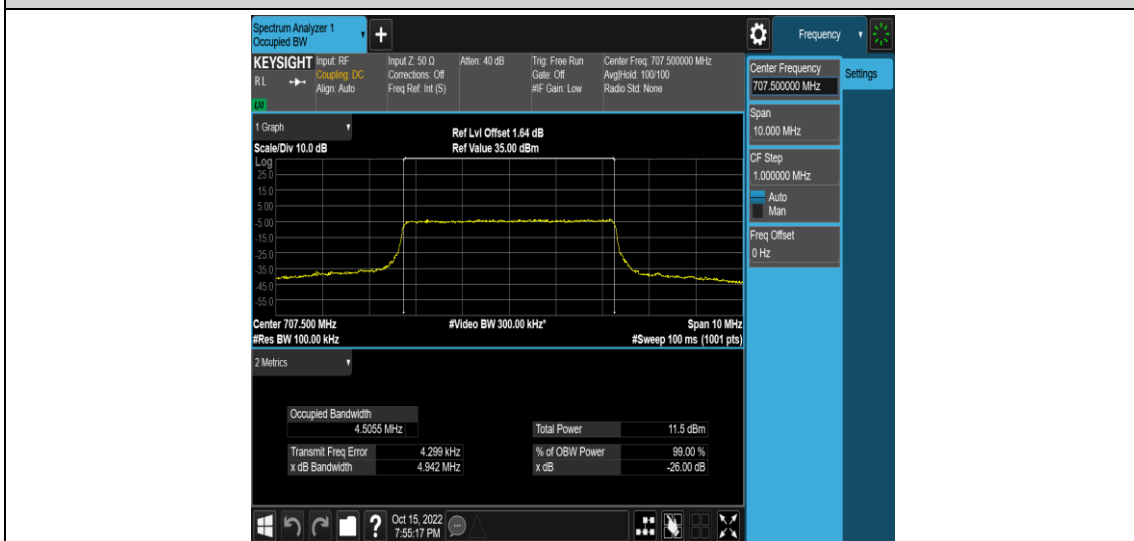 Spectrum Analyzer 1
Occupied BW
+
Frequency
KEYSIGHT
RL
LXI
Input: RF
Coupling: DC
Align: Auto
Input Z: 50 Ω
Corrections: Off
Freq Ref: Int (S)
Atten: 40 dB
Trig: Free Run
Gate: Off
#IF Gain: Low
Center Freq: 707.500000 MHz
Avg|Hold: 100/100
Radio Std: None
Center Frequency
707.500000 MHz
Settings
Span
10.000 MHz
CF Step
1.000000 MHz
Auto
Man
Freq Offset
0 Hz
1 Graph
Ref Lvl Offset 1.64 dB
Scale/Div 10.0 dB
Ref Value 35.00 dBm
Log
25.0
15.0
5.00
-5.00
-15.0
-25.0
-35.0
-45.0
-55.0
Center 707.500 MHz
#Video BW 300.00 kHz*
Span 10 MHz
#Res BW 100.00 kHz
#Sweep 100 ms (1001 pts)
2 Metrics
Occupied Bandwidth
4.5055 MHz
Total Power 11.5 dBm
Transmit Freq Error 4.299 kHz
% of OBW Power 99.00 %
x dB Bandwidth 4.942 MHz
x dB -26.00 dB
?
Oct 15, 2022
7:55:17 PM